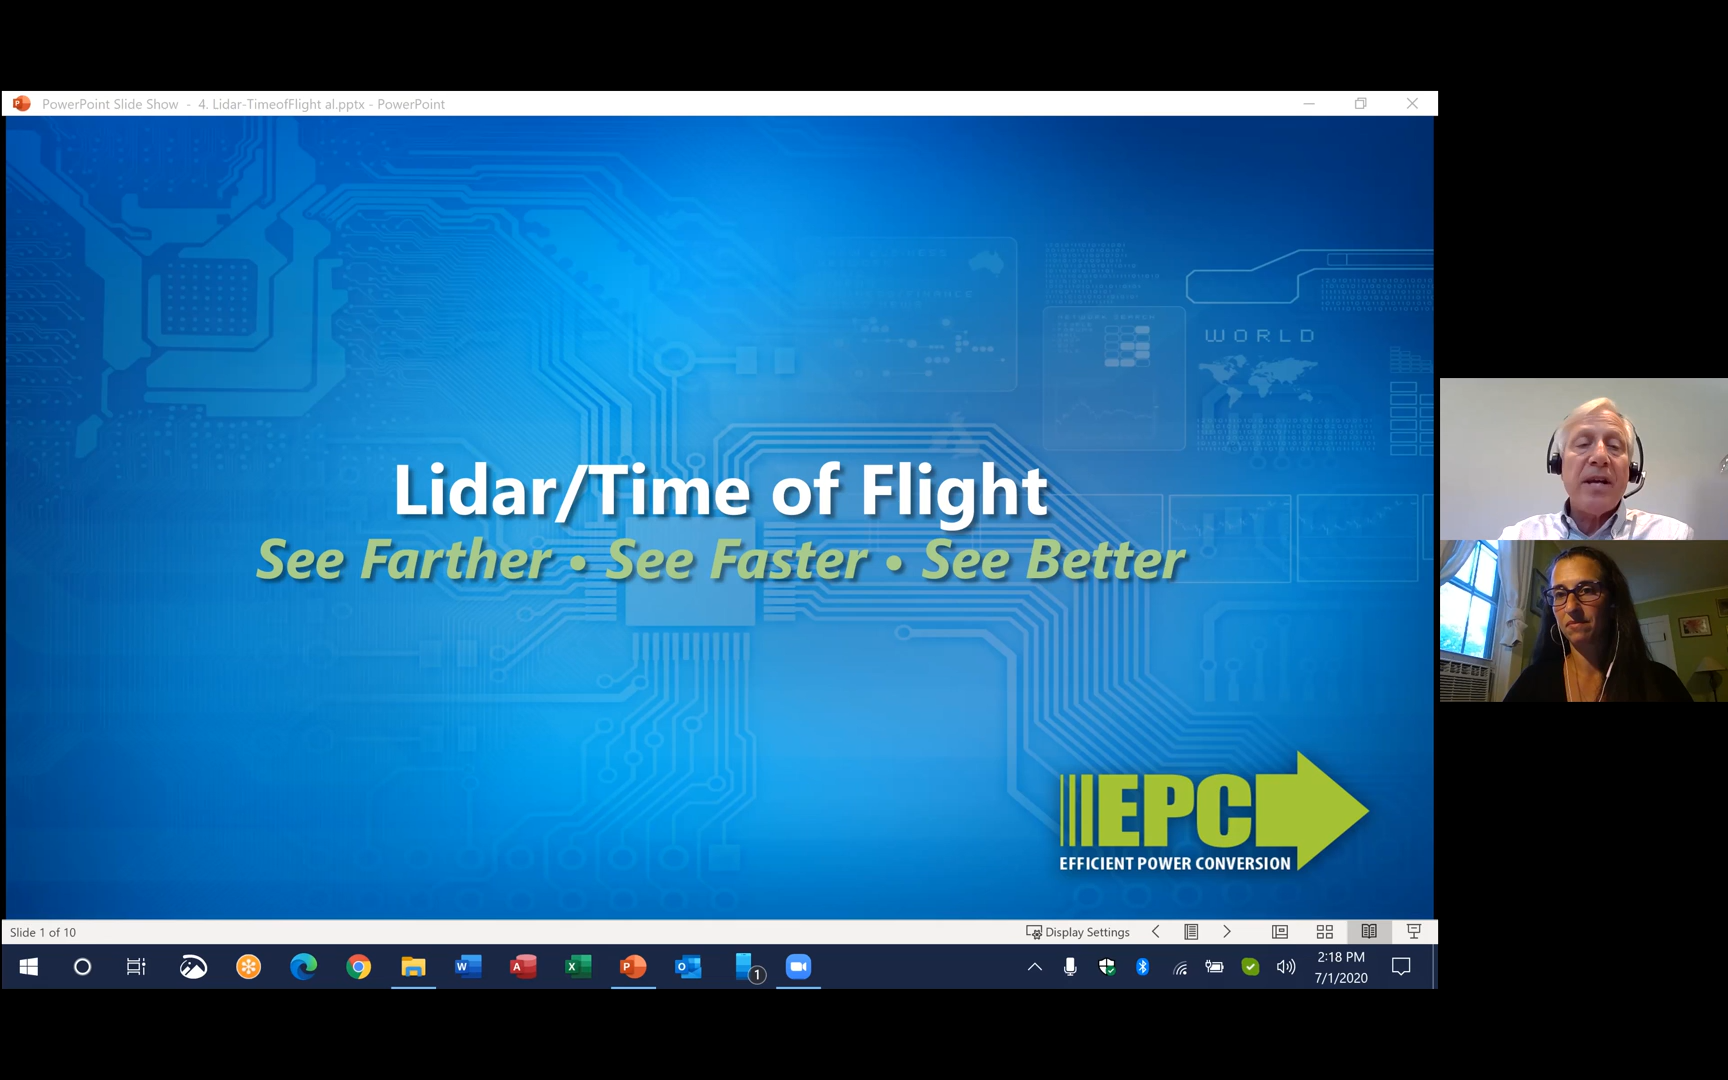 PowerPoint Slide Show - 4. Lidar-TimeofFlight al.pptx - PowerPoint
WORLD
Lidar/Time of Flight
See Farther • See Faster • See Better
EPC
EFFICIENT POWER CONVERSION
Slide 1 of 10
Display Settings
1
2:18 PM
7/1/2020